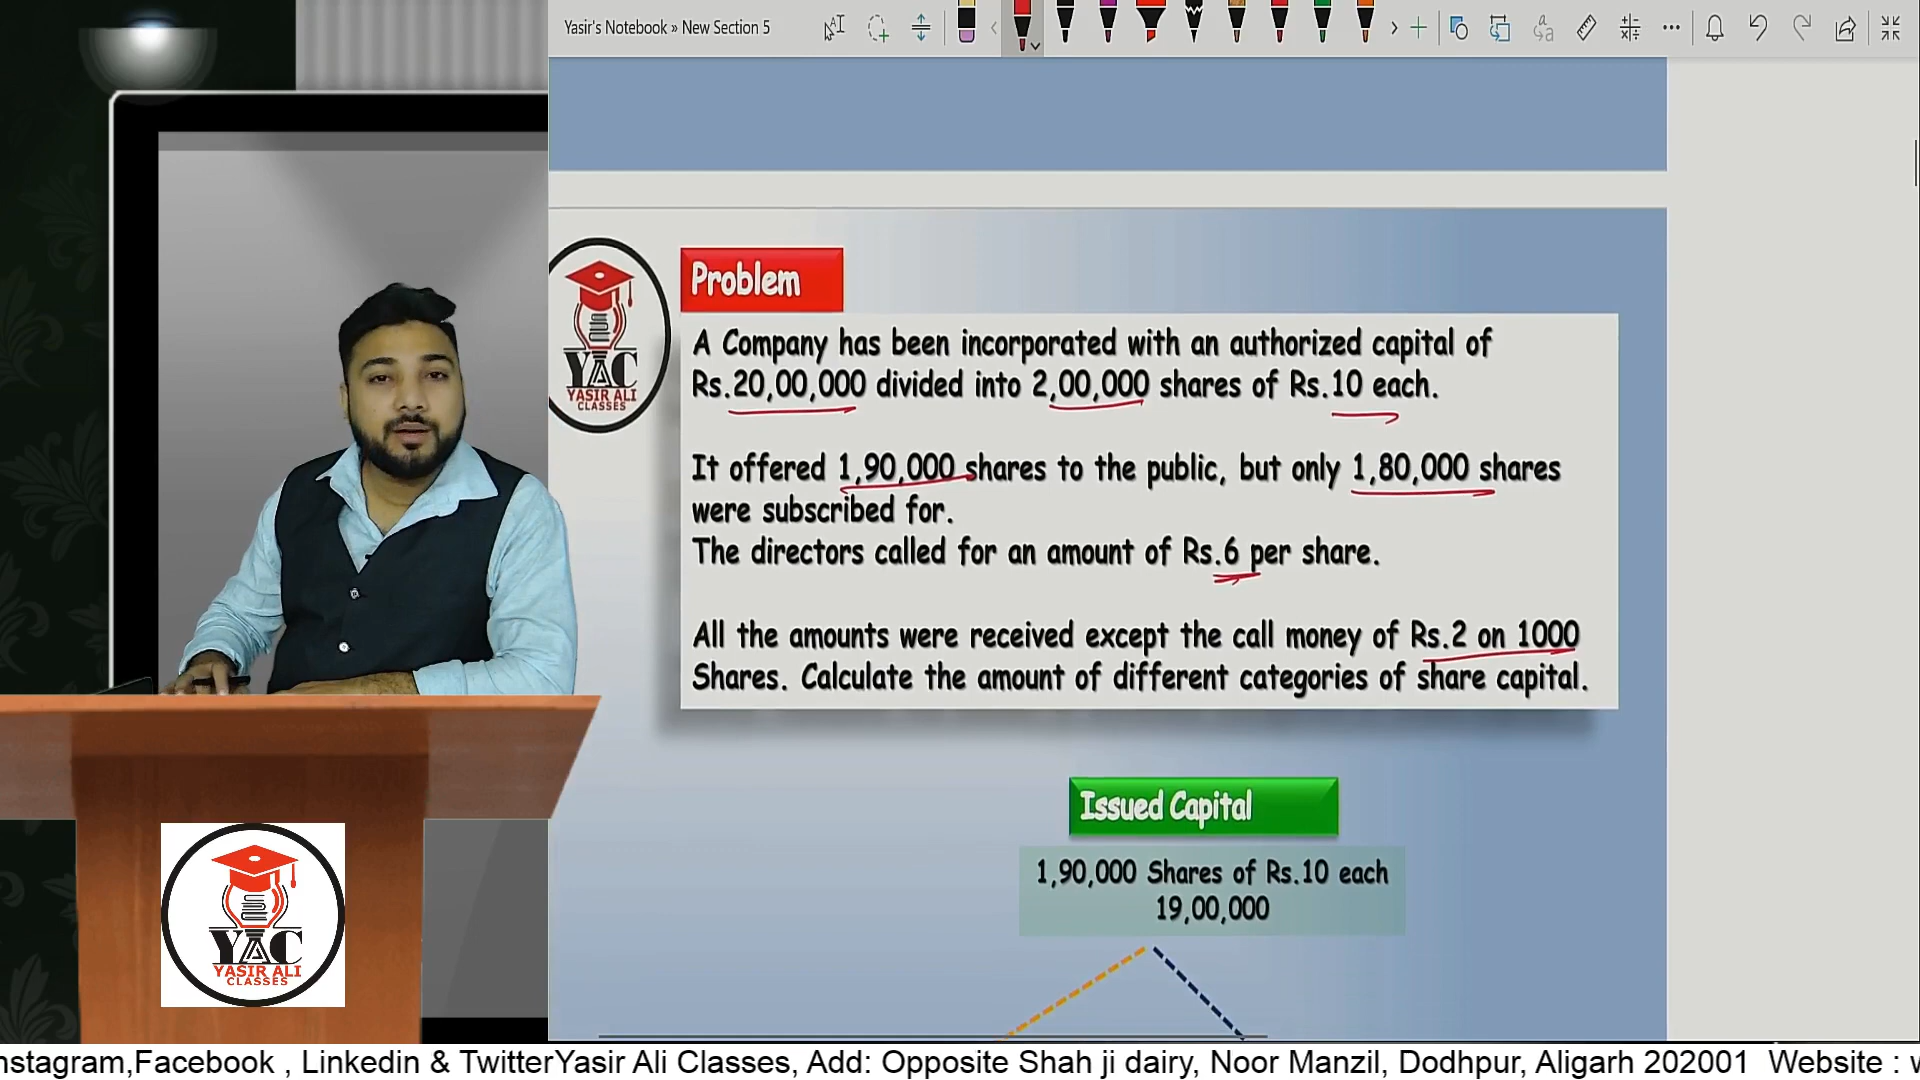 Yasir's Notebook » New Section 5
Problem
A Company has been incorporated with an authorized capital of
Rs.20,00,000 divided into 2,00,000 shares of Rs.10 each.
It offered 1,90,000 shares to the public, but only 1,80,000 shares
were subscribed for.
The directors called for an amount of Rs.6 per share.
All the amounts were received except the call money of Rs.2 on 1000
Shares. Calculate the amount of different categories of share capital.
YAC
YASIR ALI
CLASSES
Issued Capital
1,90,000 Shares of Rs.10 each
19,00,000
YAC
YASIR ALI
CLASSES
nstagram,Facebook , Linkedin & TwitterYasir Ali Classes, Add: Opposite Shah ji dairy, Noor Manzil, Dodhpur, Aligarh 202001 Website :